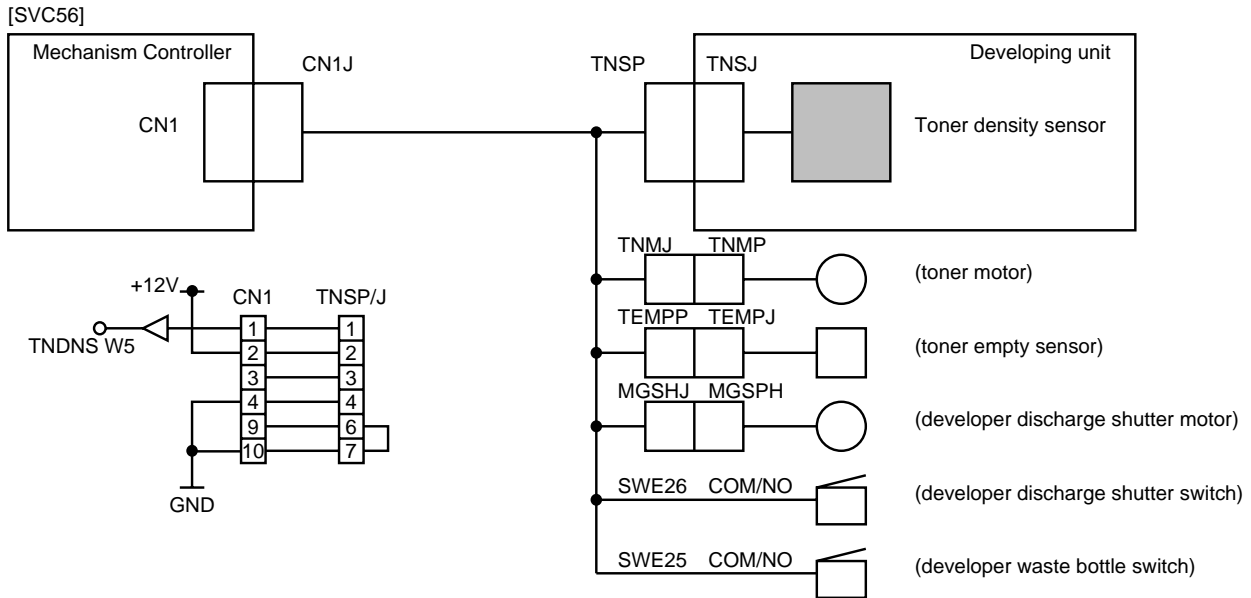 [SVC56]
Mechanism Controller
CN1J
TNSP
TNSJ
Developing unit
CN1
Toner density sensor
TNMJ
TNMP
(toner motor)
+12V
CN1
TNSP/J
TEMPP
TEMPJ
TNDNS W5
1
1
(toner empty sensor)
2
2
3
3
MGSHJ
MGSPH
4
4
9
6
(developer discharge shutter motor)
10
7
GND
SWE26
COM/NO
(developer discharge shutter switch)
SWE25
COM/NO
(developer waste bottle switch)